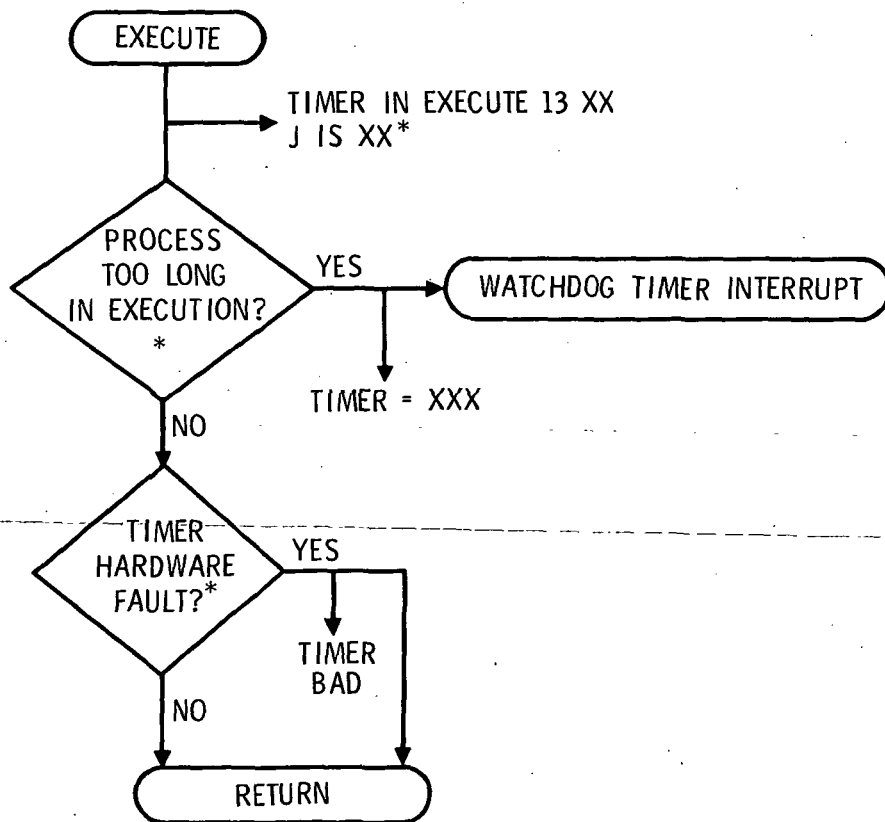 EXECUTE
TIMER IN EXECUTE 13 XX
J IS XX*
PROCESS
TOO LONG
IN EXECUTION?
*
YES
WATCHDOG TIMER INTERRUPT
TIMER = XXX
NO
TIMER
HARDWARE
FAULT?*
YES
TIMER
BAD
NO
RETURN